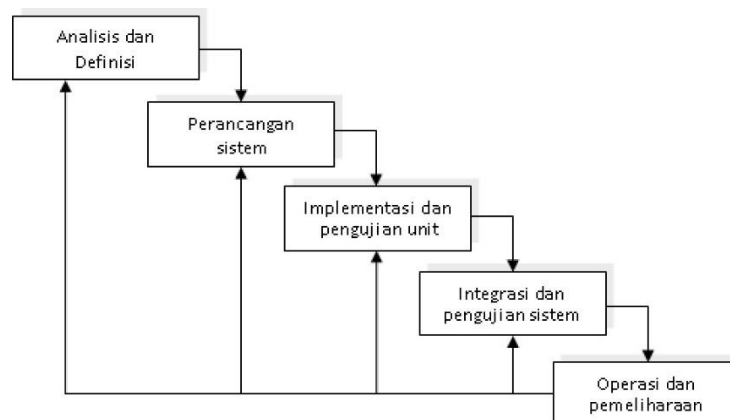 Analisis dan
Definisi
Perancangan
sistem
Implementasi dan
pengujian unit
Integrasi dan
pengujian sistem
Operasi dan
pemeliharaan